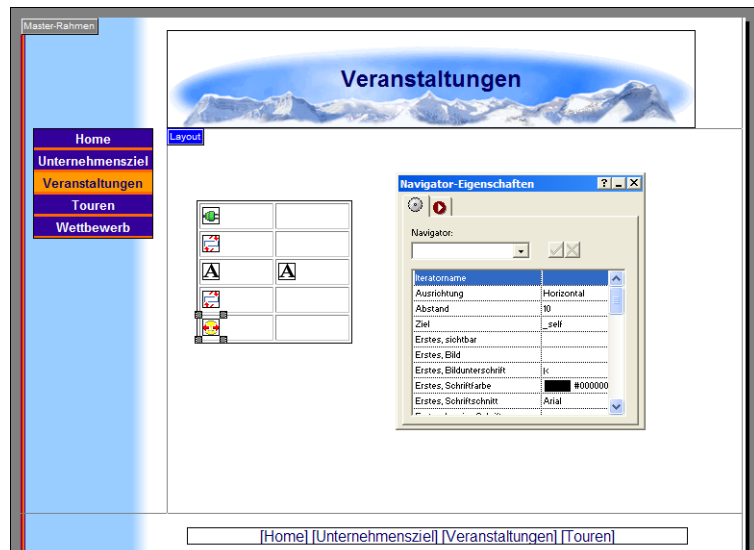 Master-Rahmen
Veranstaltungen
Layout
Home
Unternehmensziel
Veranstaltungen
Touren
Wettbewerb
A A
Navigator-Eigenschaften
Navigator:
Iteratorname
Ausrichtung Horizontal
Abstand 10
Ziel _self
Erstes, sichtbar
Erstes, Bild
Erstes, Bildunterschrift |<
Erstes, Schriftfarbe #000000
Erstes, Schriftschnitt Arial
[Home] [Unternehmensziel] [Veranstaltungen] [Touren]